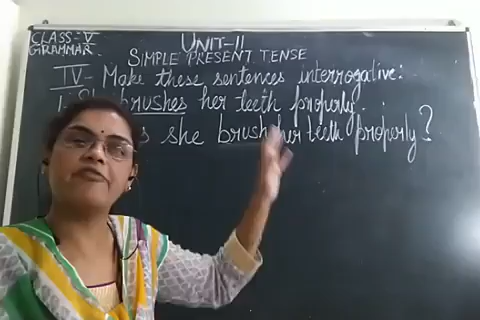 CLASS-V
GRAMMAR
UNIT-II
SIMPLE PRESENT TENSE
IV- Make these sentences interrogative:
1. brushes her teeth properly.
she brush her teeth properly?